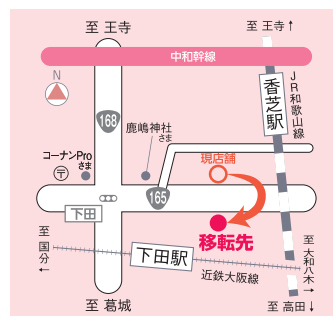 至 王寺
至 王寺↑
中和幹線
N
168
鹿嶋神社さま
香芝駅
JR和歌山線
コーナンProさま
〒
現店舗
165
下田
移転先
至 国分←
下田駅
近鉄大阪線
至 大和八木→
至 葛城
至 高田↓